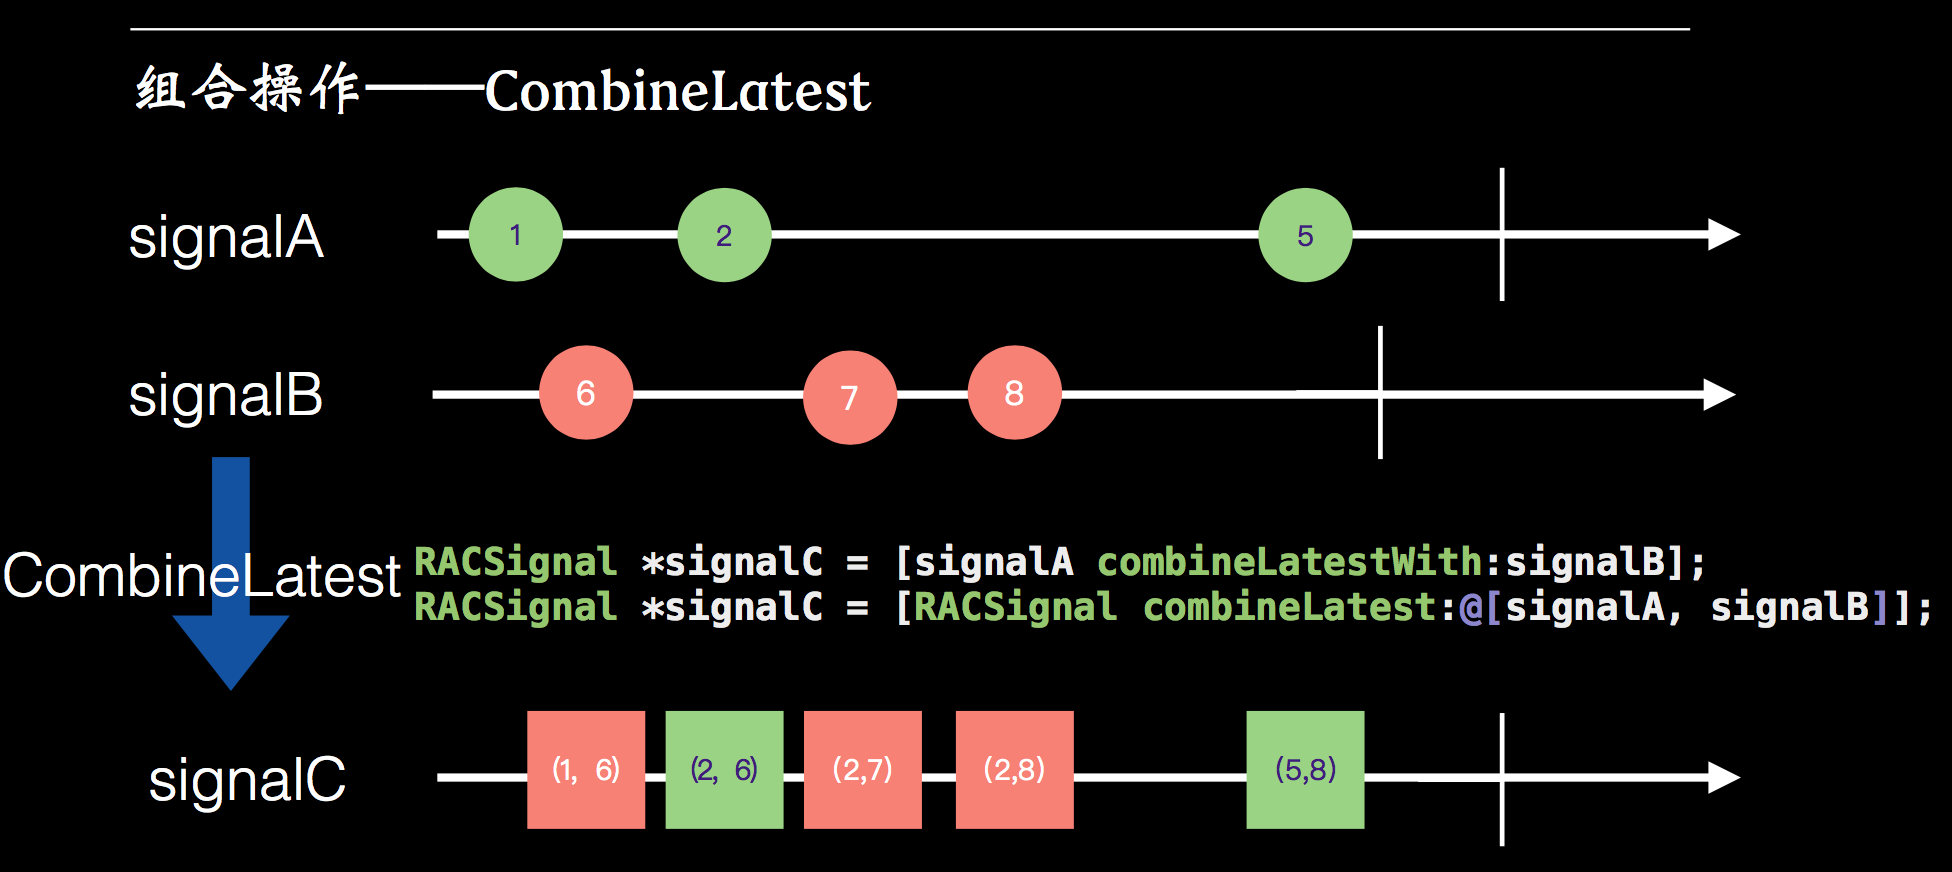 组合操作——CombineLatest
signalA 1 2 5
signalB 6 7 8
CombineLatest
RACSignal *signalC = [signalA combineLatestWith:signalB];
RACSignal *signalC = [RACSignal combineLatest:@[signalA, signalB]];
signalC (1, 6) (2, 6) (2,7) (2,8) (5,8)